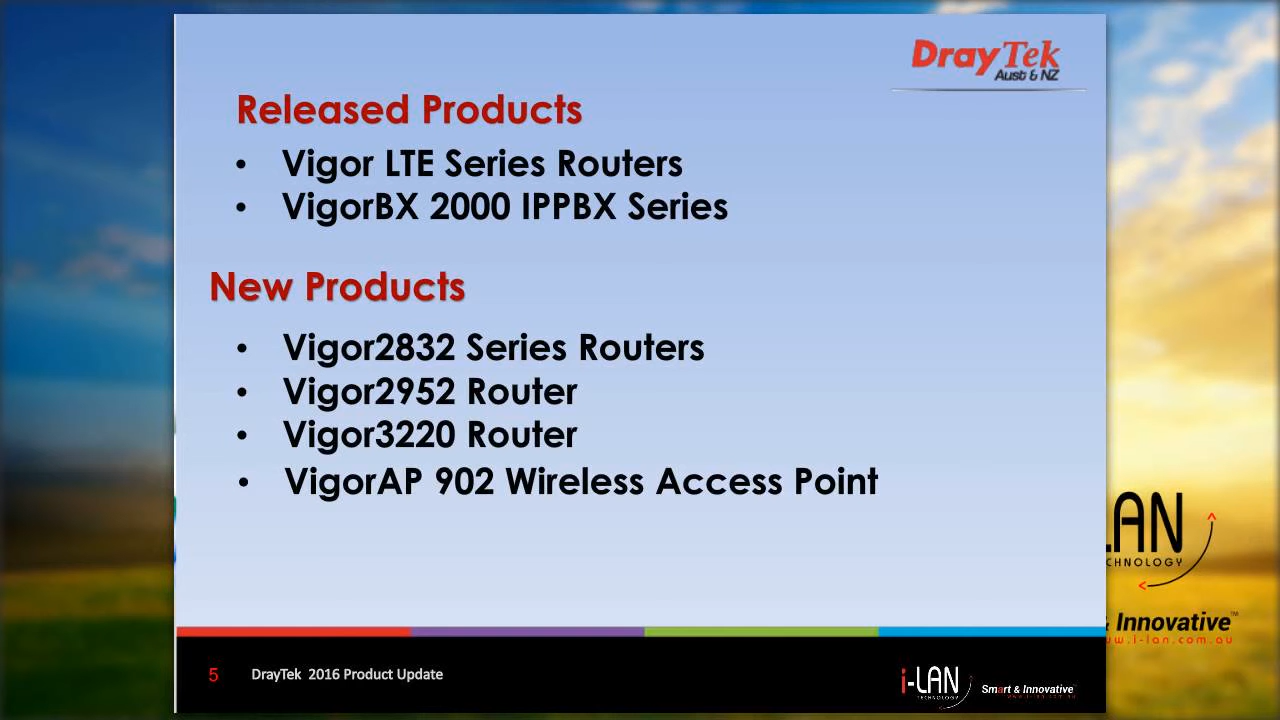 DrayTek
Aust & NZ
Released Products
• Vigor LTE Series Routers
• VigorBX 2000 IPPBX Series
New Products
• Vigor2832 Series Routers
• Vigor2952 Router
• Vigor3220 Router
• VigorAP 902 Wireless Access Point
LAN
CHNOLOGY
& Innovative™
w.i-lan.com.au
5 DrayTek 2016 Product Update
i-LAN
TECHNOLOGY
Smart & Innovative